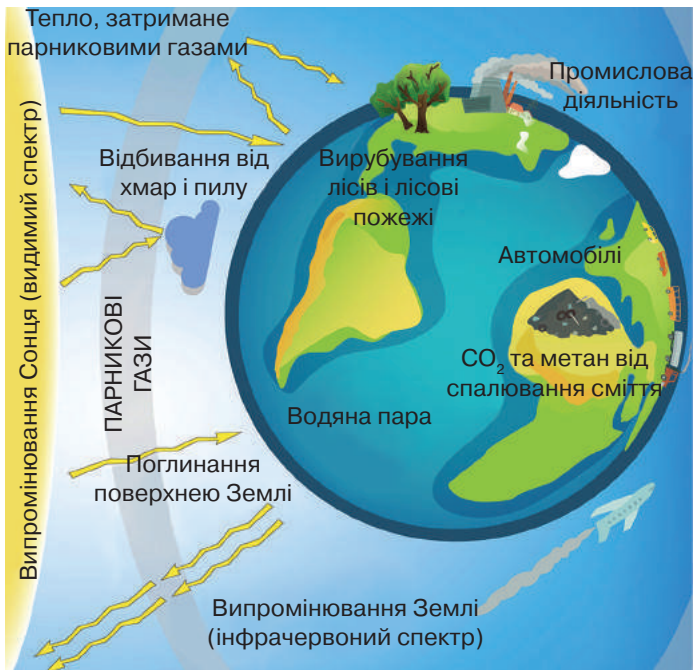 Тепло, затримане
парниковими газами
Промислова
діяльність
Відбивання від
хмар і пилу
Вирубування
лісів і лісові
пожежі
Випромінювання Сонця (видимий спектр)
ПАРНИКОВІ
ГАЗИ
Автомобілі
CO₂ та метан від
спалювання сміття
Водяна пара
Поглинання
поверхнею Землі
Випромінювання Землі
(інфрачервоний спектр)